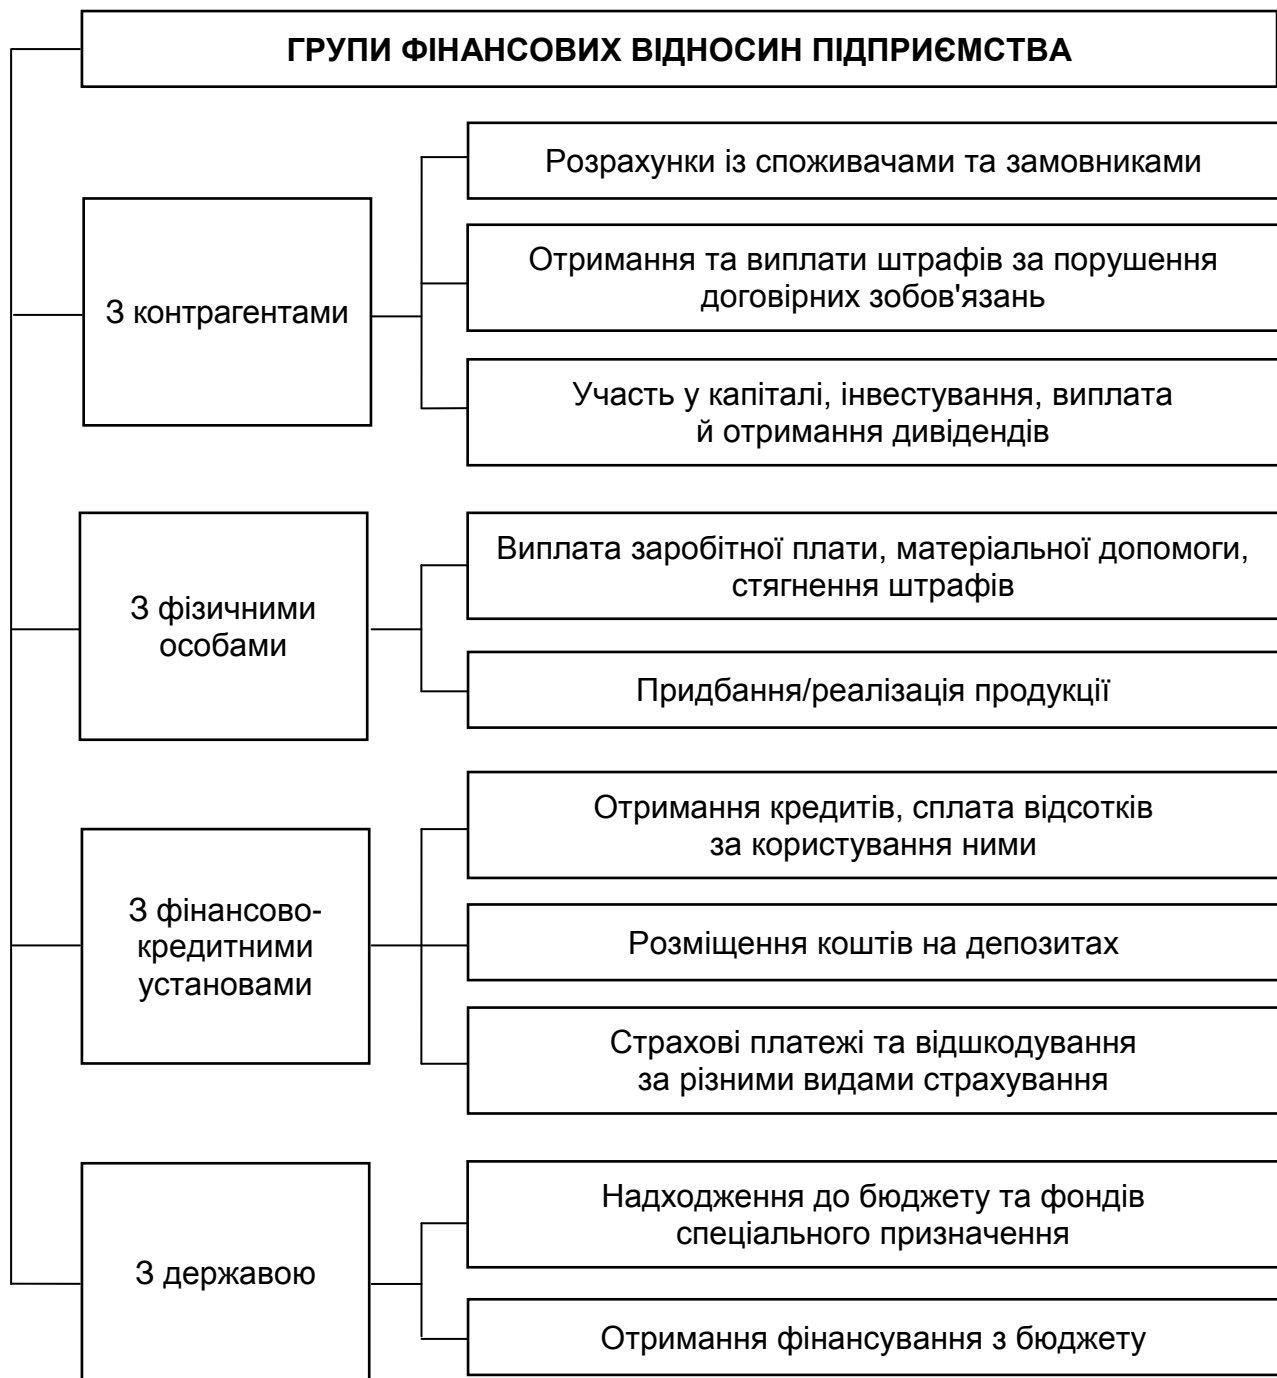 ГРУПИ ФІНАНСОВИХ ВІДНОСИН ПІДПРИЄМСТВА
З контрагентами
Розрахунки із споживачами та замовниками
Отримання та виплати штрафів за порушення
договірних зобов'язань
Участь у капіталі, інвестування, виплата
й отримання дивідендів
З фізичними
особами
Виплата заробітної плати, матеріальної допомоги,
стягнення штрафів
Придбання/реалізація продукції
З фінансово-
кредитними
установами
Отримання кредитів, сплата відсотків
за користування ними
Розміщення коштів на депозитах
Страхові платежі та відшкодування
за різними видами страхування
З державою
Надходження до бюджету та фондів
спеціального призначення
Отримання фінансування з бюджету